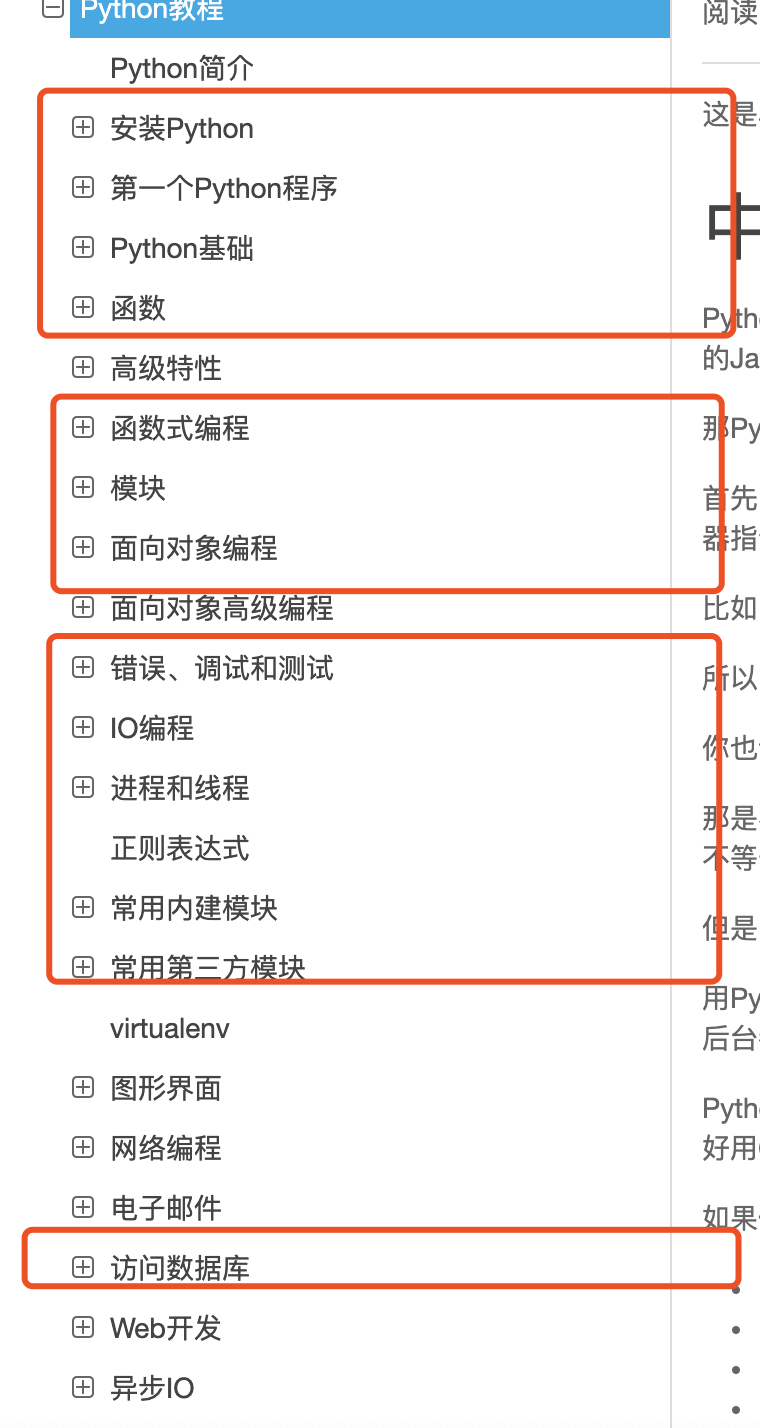 Python教程
阅读
Python简介
这是
安装Python
第一个Python程序
中
Python基础
函数
Pyth
的Ja
高级特性
函数式编程
那Py
模块
首先
器指
面向对象编程
面向对象高级编程
比如
错误、调试和测试
所以
IO编程
你也
进程和线程
那是
不等
正则表达式
常用内建模块
但是
常用第三方模块
用Py
后台
virtualenv
图形界面
Pyth
好用
网络编程
电子邮件
如果
访问数据库
Web开发
异步IO